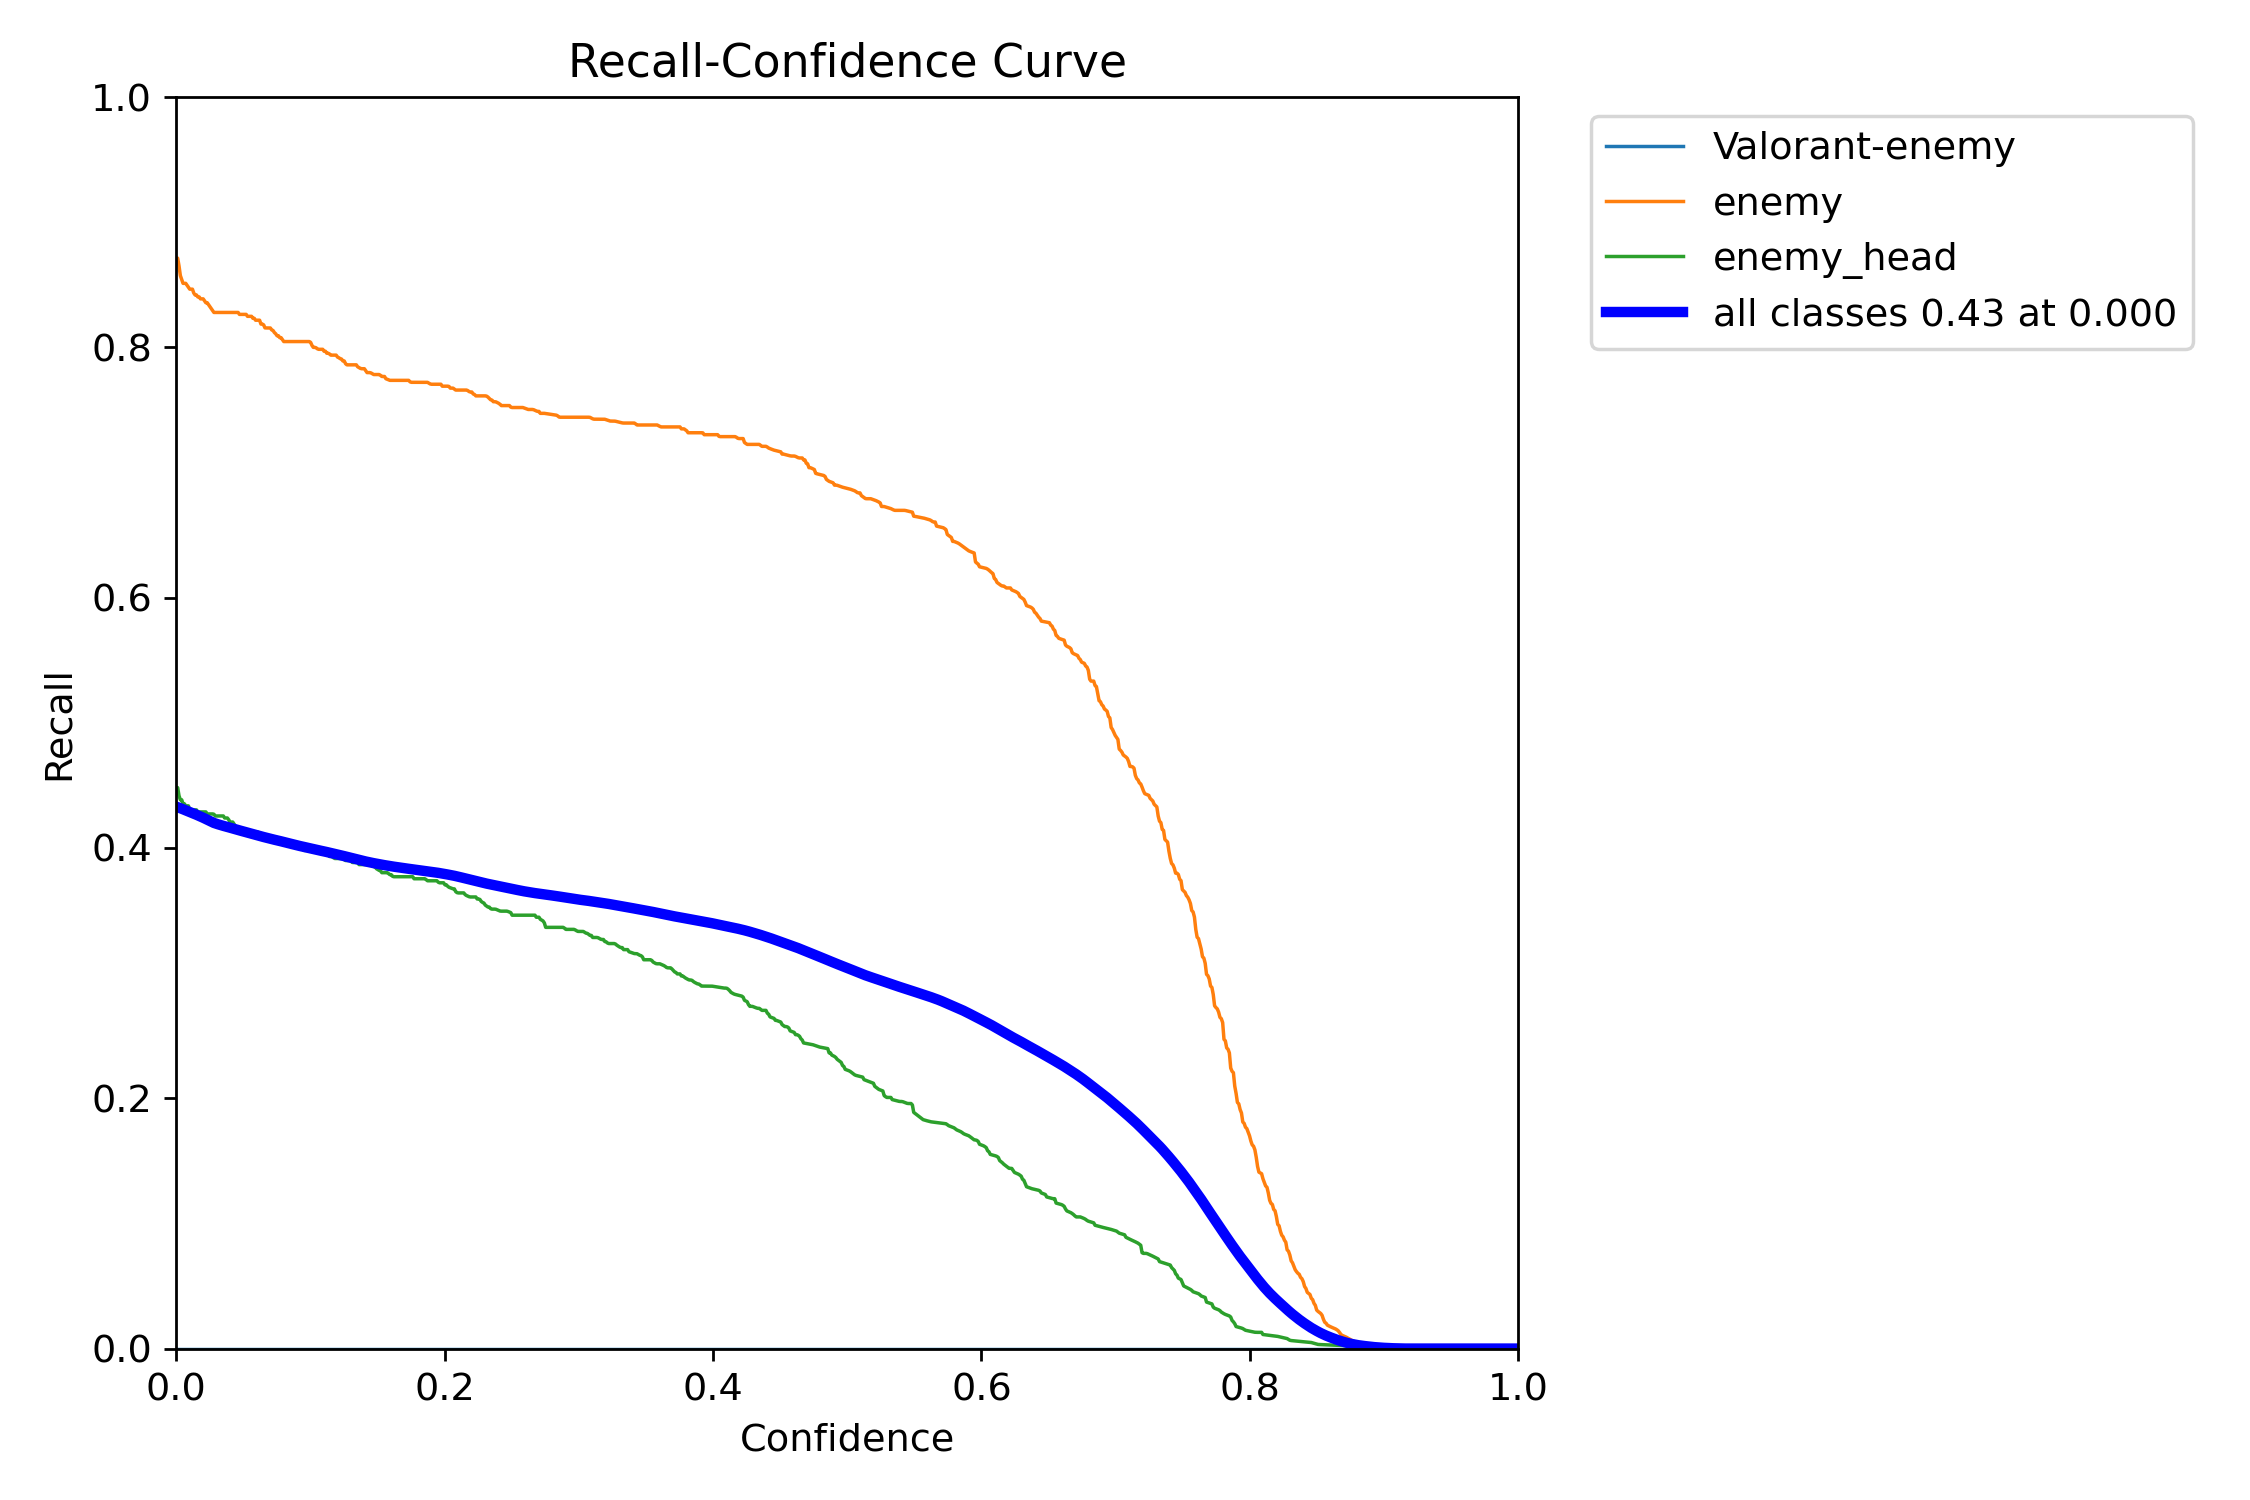 Recall-Confidence Curve
1.0
0.8
0.6
0.4
0.2
0.0
Recall
0.0 0.2 0.4 0.6 0.8 1.0
Confidence
Valorant-enemy
enemy
enemy_head
all classes 0.43 at 0.000